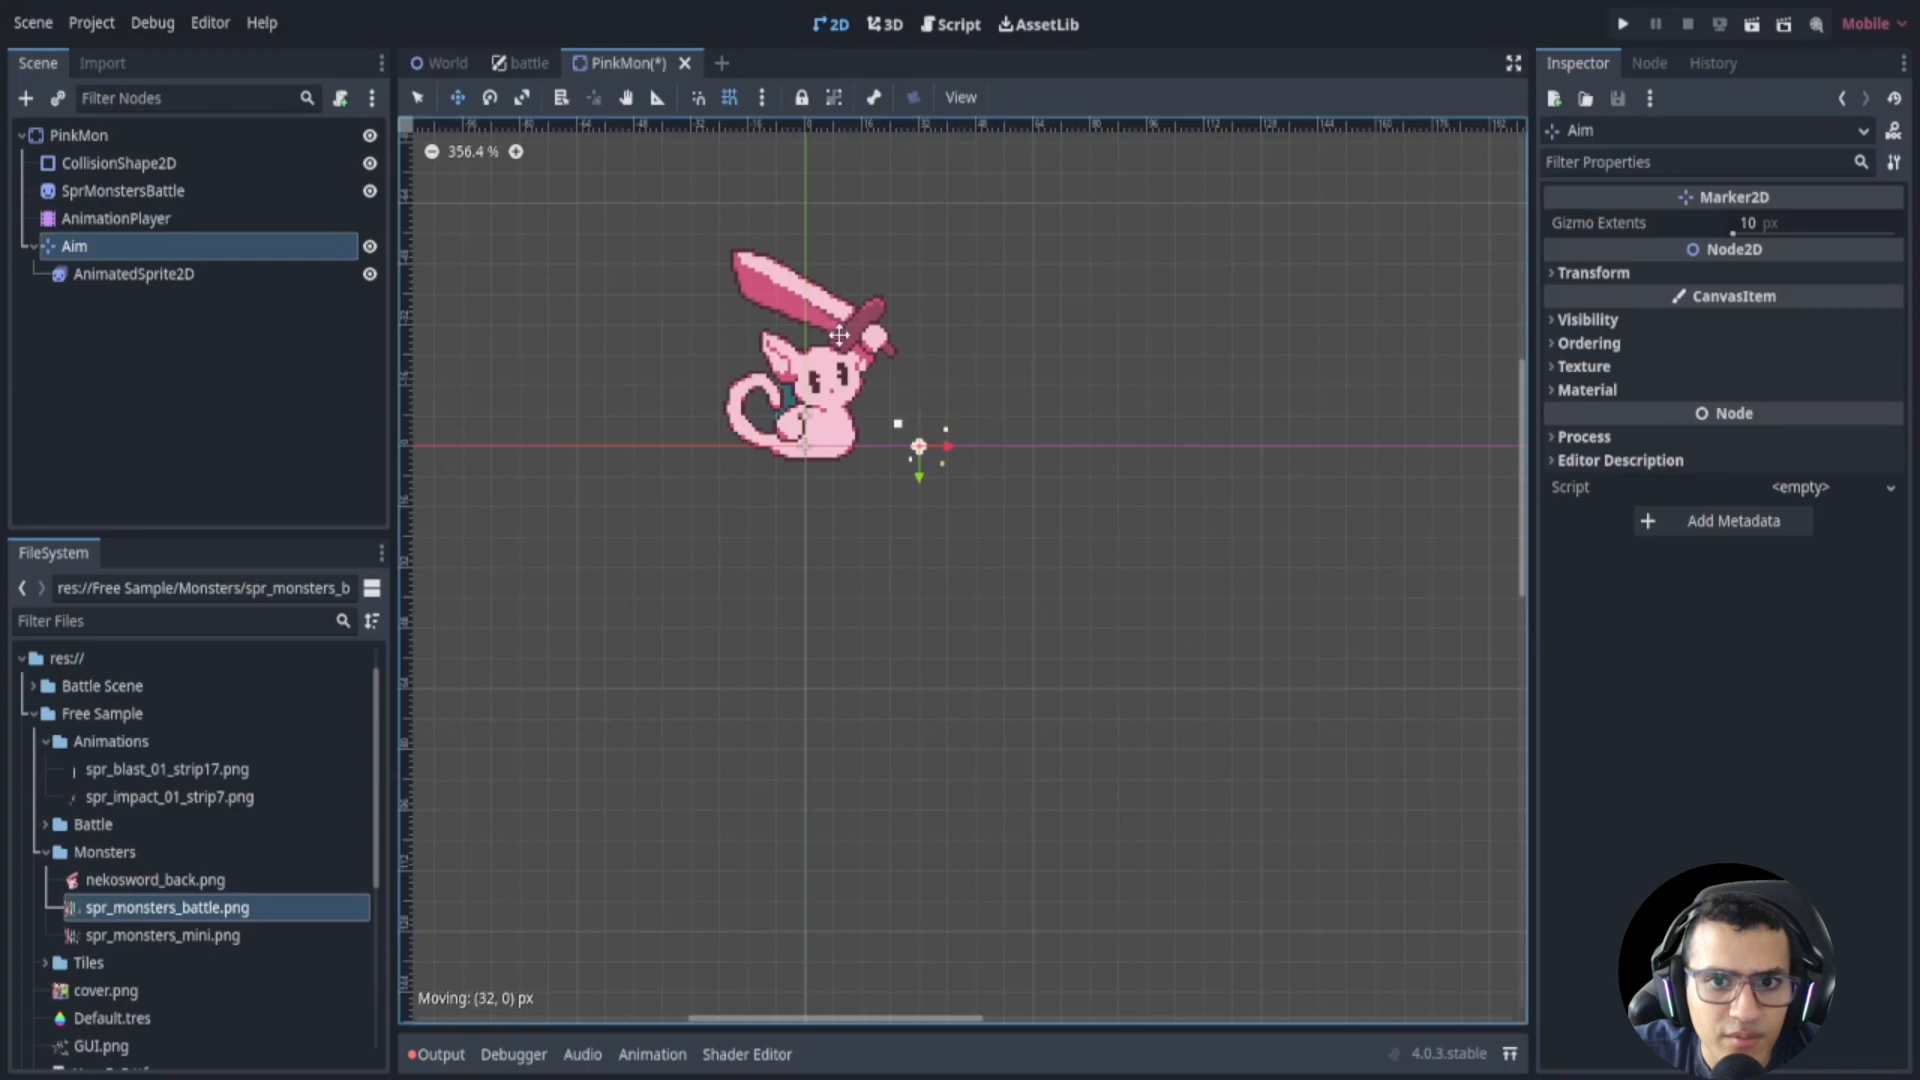 Scene Project Debug Editor Help
2D 3D Script AssetLib
Mobile
Scene Import
Filter Nodes
PinkMon
CollisionShape2D
SprMonstersBattle
AnimationPlayer
Aim
AnimatedSprite2D
FileSystem
res://Free Sample/Monsters/spr_monsters_b
Filter Files
res://
Battle Scene
Free Sample
Animations
spr_blast_01_strip17.png
spr_impact_01_strip7.png
Battle
Monsters
nekosword_back.png
spr_monsters_battle.png
spr_monsters_mini.png
Tiles
cover.png
Default.tres
GUI.png
World battle PinkMon(*)
View
356.4 %
Moving: (32, 0) px
Output Debugger Audio Animation Shader Editor
4.0.3.stable
Inspector Node History
Aim
Filter Properties
Marker2D
Gizmo Extents 10 px
Node2D
Transform
CanvasItem
Visibility
Ordering
Texture
Material
Node
Process
Editor Description
Script <empty>
Add Metadata